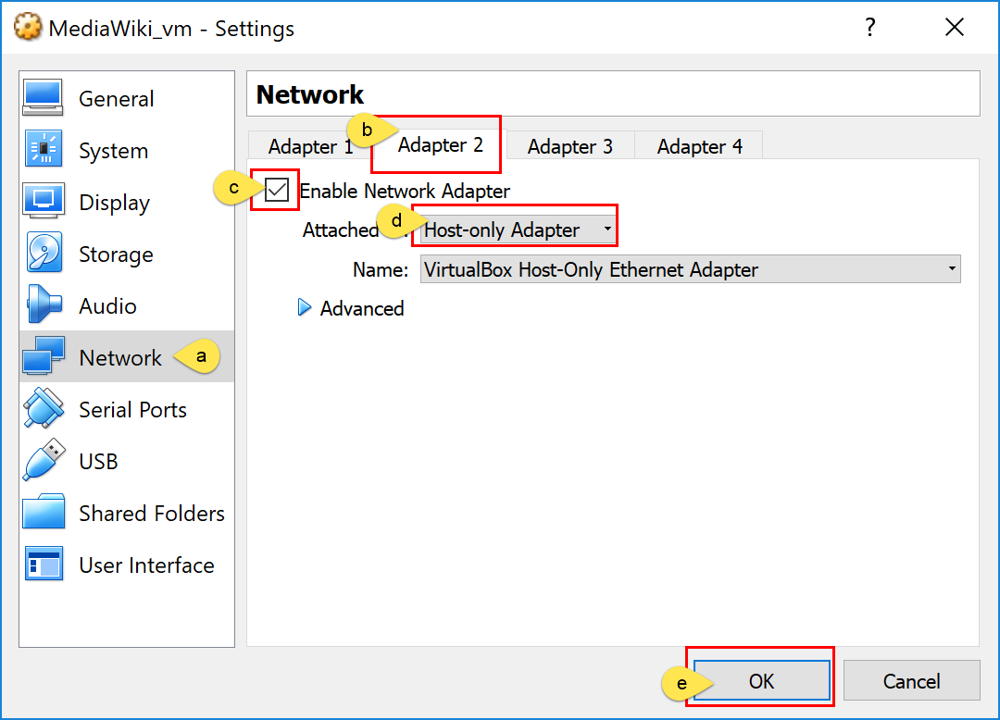 MediaWiki_vm - Settings
?
General
System
Display
Storage
Audio
Network
a
Serial Ports
USB
Shared Folders
User Interface
Network
Adapter 1
b
Adapter 2
Adapter 3
Adapter 4
c
Enable Network Adapter
Attached
d
Host-only Adapter
Name:
VirtualBox Host-Only Ethernet Adapter
Advanced
e
OK
Cancel